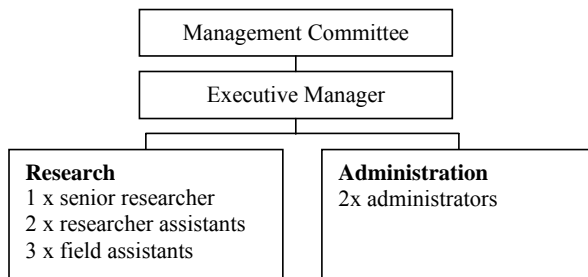 Management Committee
Executive Manager
Research
1 x senior researcher
2 x researcher assistants
3 x field assistants
Administration
2x administrators